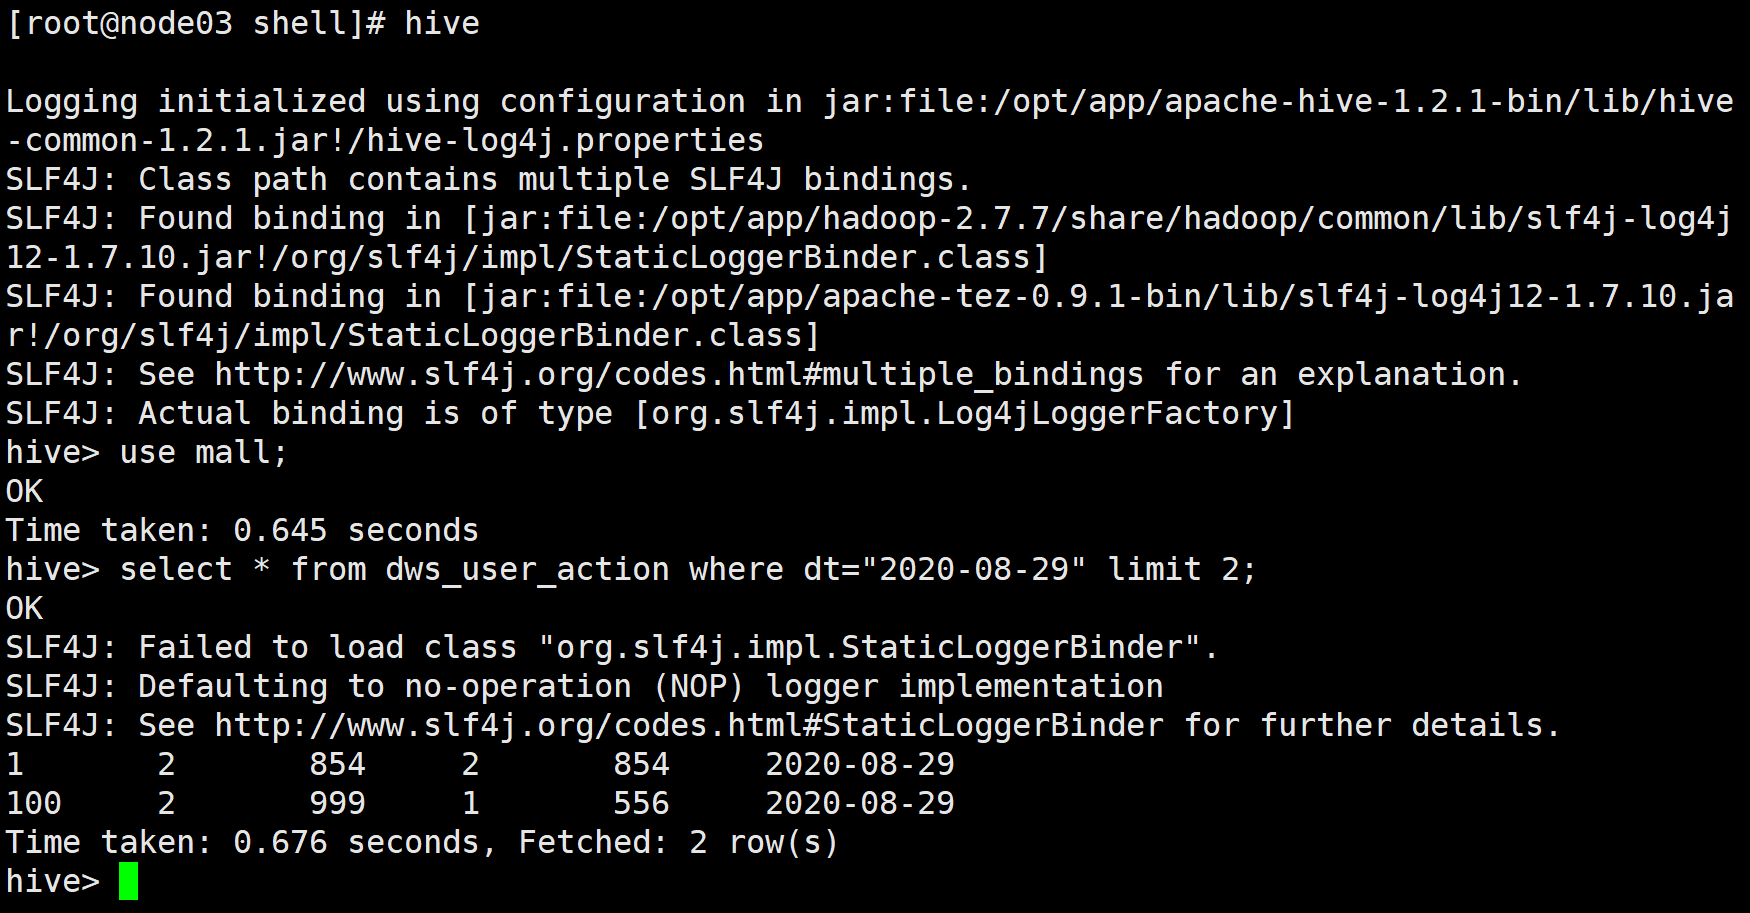 [root@node03 shell]# hive
Logging initialized using configuration in jar:file:/opt/app/apache-hive-1.2.1-bin/lib/hive
-common-1.2.1.jar!/hive-log4j.properties
SLF4J: Class path contains multiple SLF4J bindings.
SLF4J: Found binding in [jar:file:/opt/app/hadoop-2.7.7/share/hadoop/common/lib/slf4j-log4j
12-1.7.10.jar!/org/slf4j/impl/StaticLoggerBinder.class]
SLF4J: Found binding in [jar:file:/opt/app/apache-tez-0.9.1-bin/lib/slf4j-log4j12-1.7.10.ja
r!/org/slf4j/impl/StaticLoggerBinder.class]
SLF4J: See http://www.slf4j.org/codes.html#multiple_bindings for an explanation.
SLF4J: Actual binding is of type [org.slf4j.impl.Log4jLoggerFactory]
hive> use mall;
OK
Time taken: 0.645 seconds
hive> select * from dws_user_action where dt="2020-08-29" limit 2;
OK
SLF4J: Failed to load class "org.slf4j.impl.StaticLoggerBinder".
SLF4J: Defaulting to no-operation (NOP) logger implementation
SLF4J: See http://www.slf4j.org/codes.html#StaticLoggerBinder for further details.
1       2       854     2       854     2020-08-29
100     2       999     1       556     2020-08-29
Time taken: 0.676 seconds, Fetched: 2 row(s)
hive>